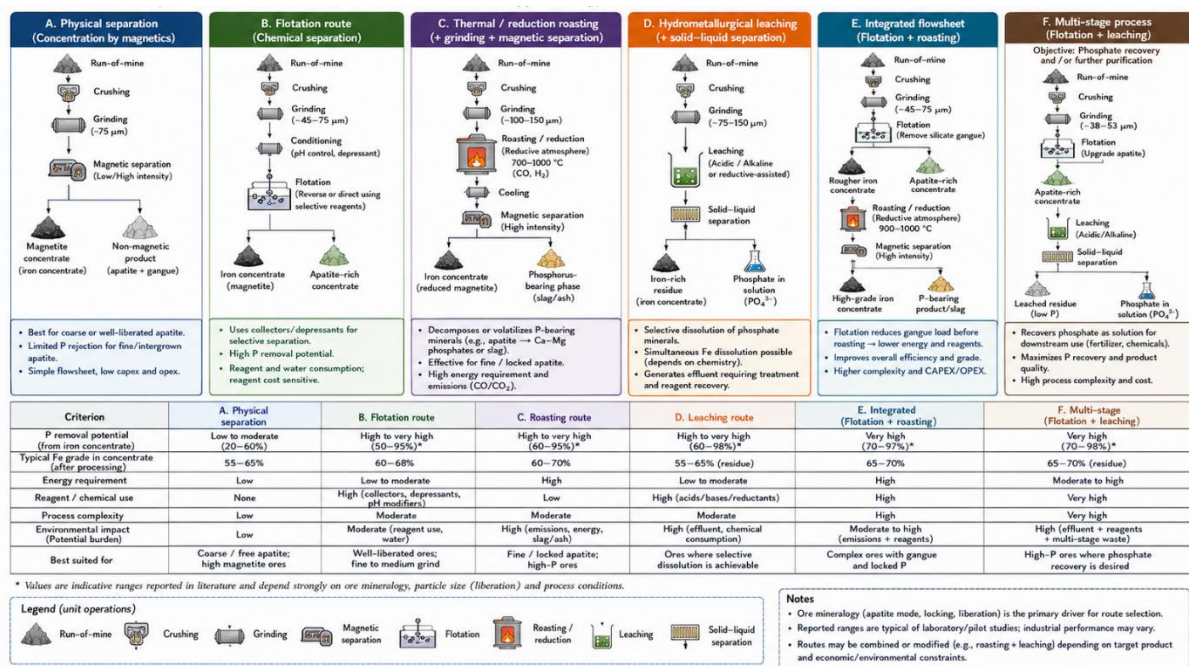 A. Physical separation
(Concentration by magnetics)
Run-of-mine
Crushing
Grinding
(~75 μm)
Magnetic separation
(Low/High intensity)
Magnetite
concentrate
(iron concentrate)
Non-magnetic
product
(apatite + gangue)
• Best for coarse or well-liberated apatite.
• Limited P rejection for fine/intergrown
apatite.
• Simple flowsheet, low capex and opex.
B. Flotation route
(Chemical separation)
Run-of-mine
Crushing
Grinding
(~45–75 μm)
Conditioning
(pH control, depressant)
Flotation
(Reverse or direct using
selective reagents)
Iron concentrate
(magnetite)
Apatite-rich
concentrate
• Uses collectors/depressants for
selective separation.
• High P removal potential.
• Reagent and water consumption;
reagent cost sensitive.
C. Thermal / reduction roasting
(+ grinding + magnetic separation)
Run-of-mine
Crushing
Grinding
(~100–150 μm)
Roasting / reduction
(Reducive atmosphere)
700–1000 °C
(CO, H₂)
Cooling
Magnetic separation
(High intensity)
Iron concentrate
(reduced magnetite)
Phosphorus-
bearing phase
(slag/ash)
• Decomposes or volatilizes P-bearing
minerals (e.g., apatite → Ca–Mg
phosphates or slag).
• Effective for fine / locked apatite.
• High energy requirement and
emissions (CO/CO₂).
D. Hydrometallurgical leaching
(+ solid–liquid separation)
Run-of-mine
Crushing
Grinding
(~75–150 μm)
Leaching
(Acidic / Alkaline
or reductive-assisted)
Solid–liquid
separation
Iron-rich
residue
(iron concentrate)
Phosphate in
solution
(PO₄³⁻)
• Selective dissolution of phosphate
minerals.
• Simultaneous Fe dissolution possible
(depends on chemistry).
• Generates effluent requiring treatment
and reagent recovery.
E. Integrated flowsheet
(Flotation + roasting)
Run-of-mine
Crushing
Grinding
(~45–75 μm)
Flotation
(Remove silicate gangue)
Rougher iron
concentrate
Apatite-rich
concentrate
Roasting / reduction
(Reductive atmosphere)
900–1000 °C
Magnetic separation
(High intensity)
High-grade iron
concentrate
P-bearing
product/slag
• Flotation reduces gangue load before
roasting → lower energy and reagents.
• Improves overall efficiency and grade.
• Higher complexity and CAPEX/OPEX.
F. Multi-stage process
(Flotation + leaching)
Objective: Phosphate recovery
and /or further purification
Run-of-mine
Crushing
Grinding
(~38–53 μm)
Flotation
(Upgrade apatite)
Apatite-rich
concentrate
Leaching
(Acidic/Alkaline)
Solid–liquid
separation
Leached residue
(low P)
Phosphate in
solution (PO₄³⁻)
• Recovers phosphate as solution for
downstream use (fertilizer, chemicals).
• Maximizes P recovery and product
quality.
• High process complexity and cost.
Criterion A. Physical separation B. Flotation route C. Roasting route D. Leaching route E. Integrated (Flotation + roasting) F. Multi-stage (Flotation + leaching)
P removal potential (from iron concentrate) Low to moderate (20–60%) High to very high (50–95%)* High to very high (60–95%)* High to very high (60–98%)* Very high (70–97%)* Very high (70–98%)*
Typical Fe grade in concentrate (after processing) 55–65% 60–68% 60–70% 55–65% (residue) 65–70% 65–70% (residue)
Energy requirement Low Low to moderate High Low to moderate High Moderate to high
Reagent / chemical use None High (collectors, depressants, pH modifiers) Low High (acids/bases/reductants) High Very high
Process complexity Low Moderate Moderate Moderate High Very high
Environmental impact (Potential burden) Low Moderate (reagent use, water) High (emissions, energy, slag/ash) High (effluent, chemical consumption) Moderate to high (emissions + reagents) High (effluent + reagents + multi-stage waste)
Best suited for Coarse / free apatite; high magnetite ores Well–liberated ores; fine to medium grind Fine / locked apatite; high-P ores Ores where selective dissolution is achievable Complex ores with gangue and locked P High-P ores where phosphate recovery is desired
* Values are indicative ranges reported in literature and depend strongly on ore mineralogy, particle size (liberation) and process conditions.
Legend (unit operations)
Run-of-mine
Crushing
Grinding
Magnetic
separation
Flotation
Roasting /
reduction
Leaching
Solid–liquid
separation
Notes
• Ore mineralogy (apatite mode, locking, liberation) is the primary driver for route selection.
• Reported ranges are typical of laboratory/pilot studies; industrial performance may vary.
• Routes may be combined or modified (e.g., roasting + leaching) depending on target product
and economic/environmental constraints.